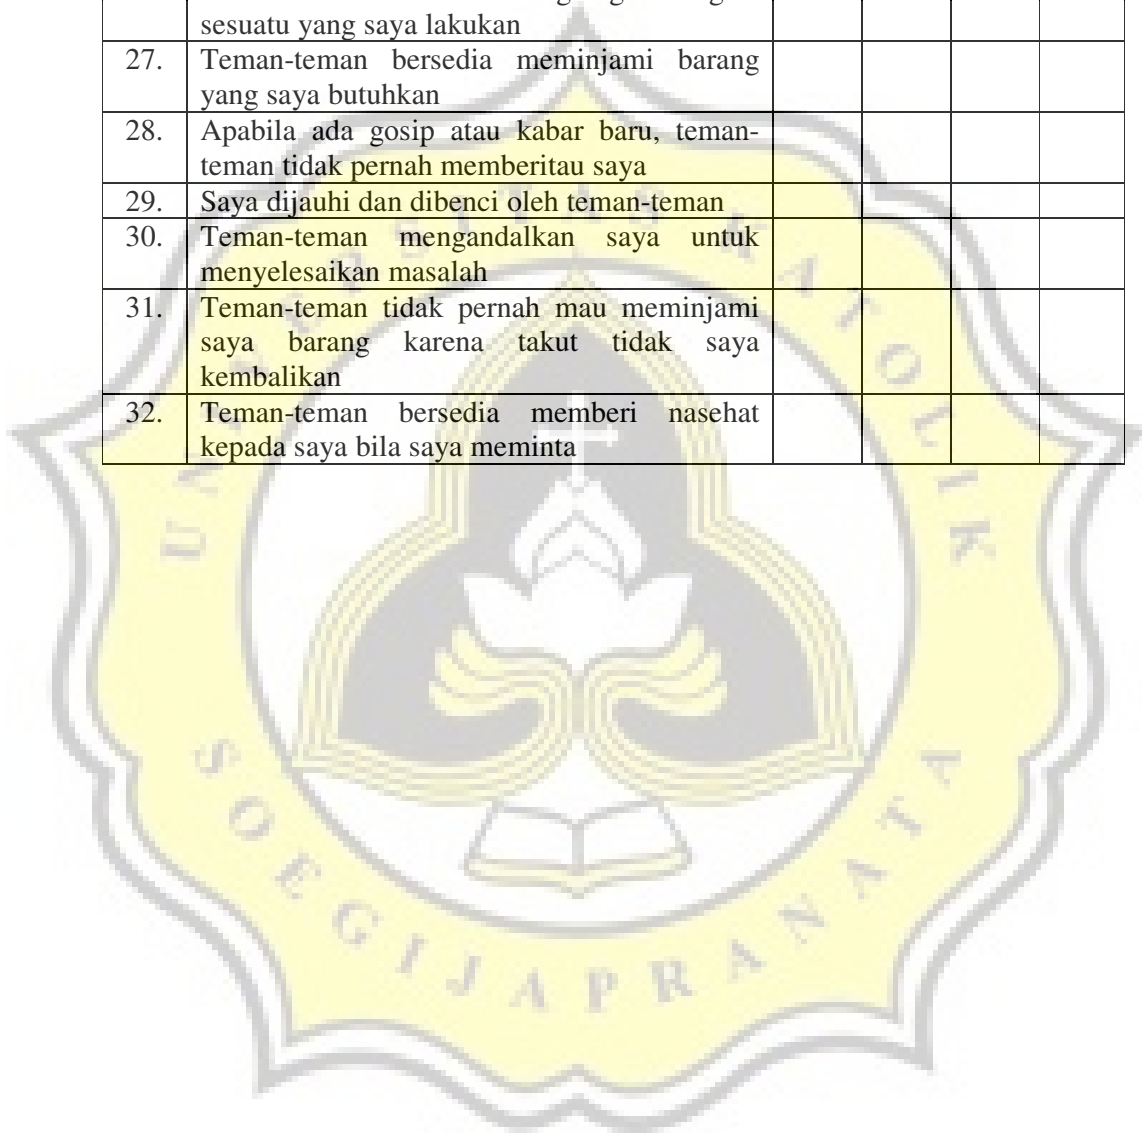 sesuatu yang saya lakukan
27. Teman-teman bersedia meminjami barang
yang saya butuhkan
28. Apabila ada gosip atau kabar baru, teman-
teman tidak pernah memberitau saya
29. Saya dijauhi dan dibenci oleh teman-teman
30. Teman-teman mengandalkan saya untuk
menyelesaikan masalah
31. Teman-teman tidak pernah mau meminjami
saya barang karena takut tidak saya
kembalikan
32. Teman-teman bersedia memberi nasehat
kepada saya bila saya meminta
UNIVERSITAS KATOLIK
SOEGIJAPRANATA